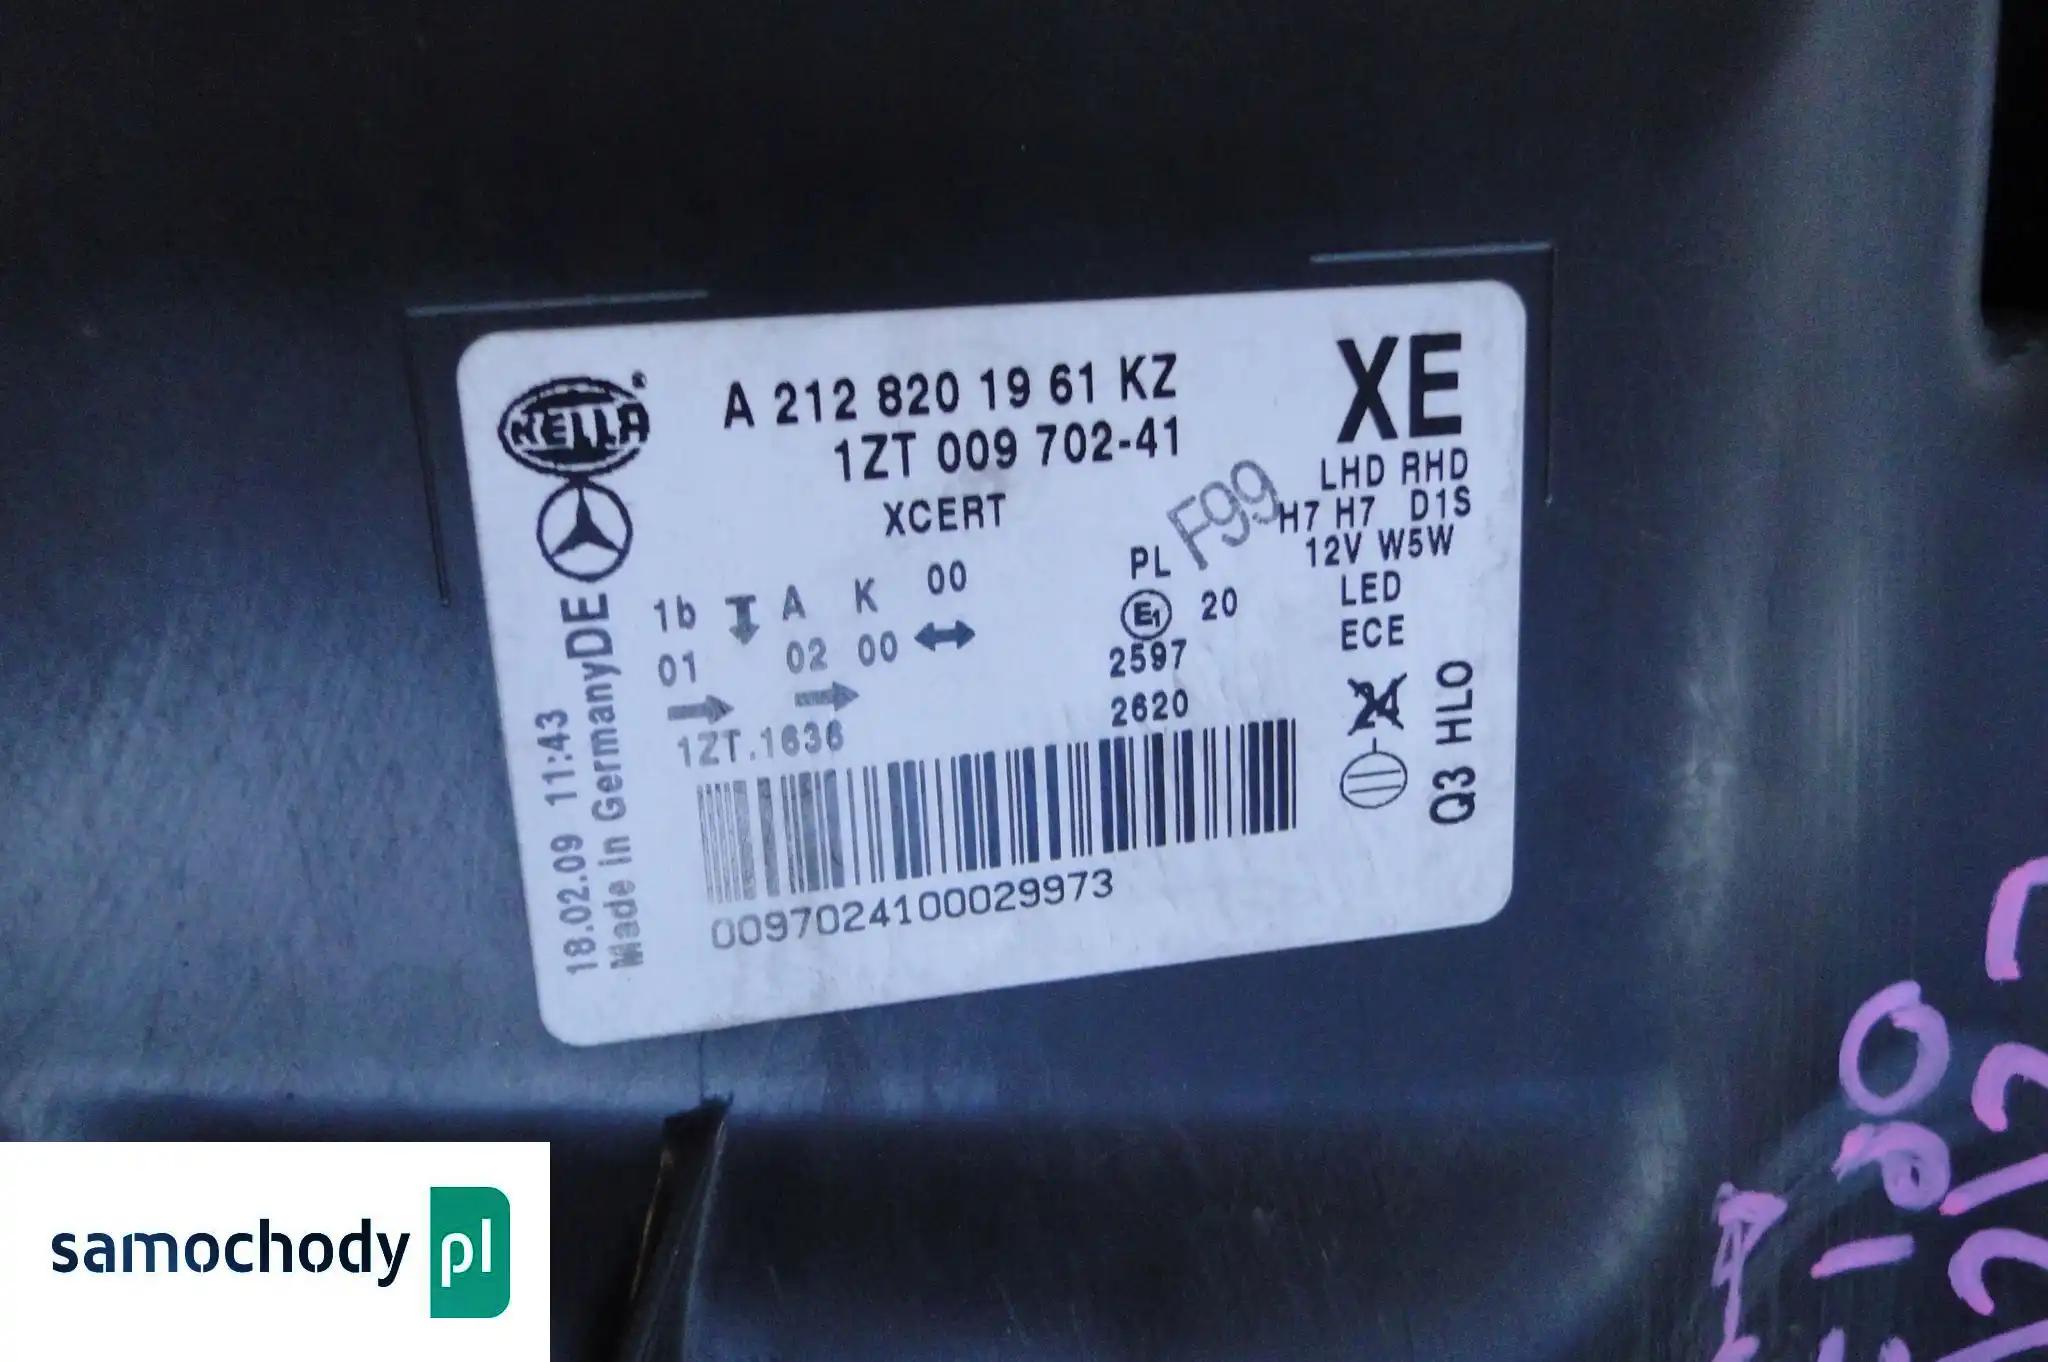 HELLA
A 212 820 19 61 KZ
1ZT 009 702-41
XCERT
XE
LHD RHD
H7 H7 D1S
12V W5W
LED
ECE
F99
1b A K 00
01 02 00
1ZT.1636
PL
E1 20
2597
2620
24
Q3 HLO
DE
18.02.09 11:43
Made in Germany
0097024100029973
samochody pl